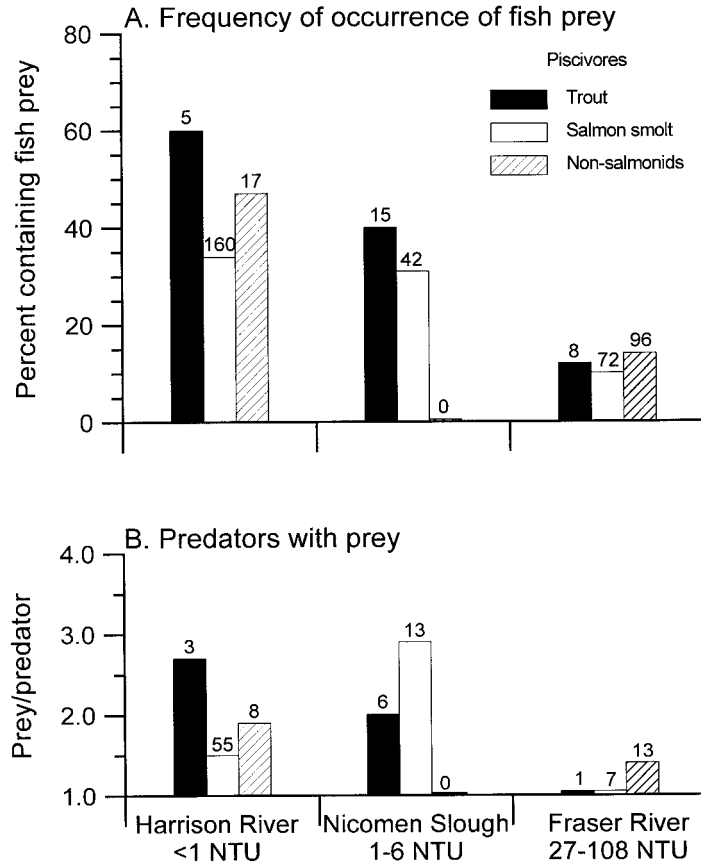 A. Frequency of occurrence of fish prey
80
60
40
20
0
Percent containing fish prey
Piscivores
Trout
Salmon smolt
Non-salmonids
5
160
17
15
42
0
8
72
96
B. Predators with prey
4.0
3.0
2.0
1.0
Prey/predator
3
55
8
6
13
0
1
7
13
Harrison River
<1 NTU
Nicomen Slough
1-6 NTU
Fraser River
27-108 NTU